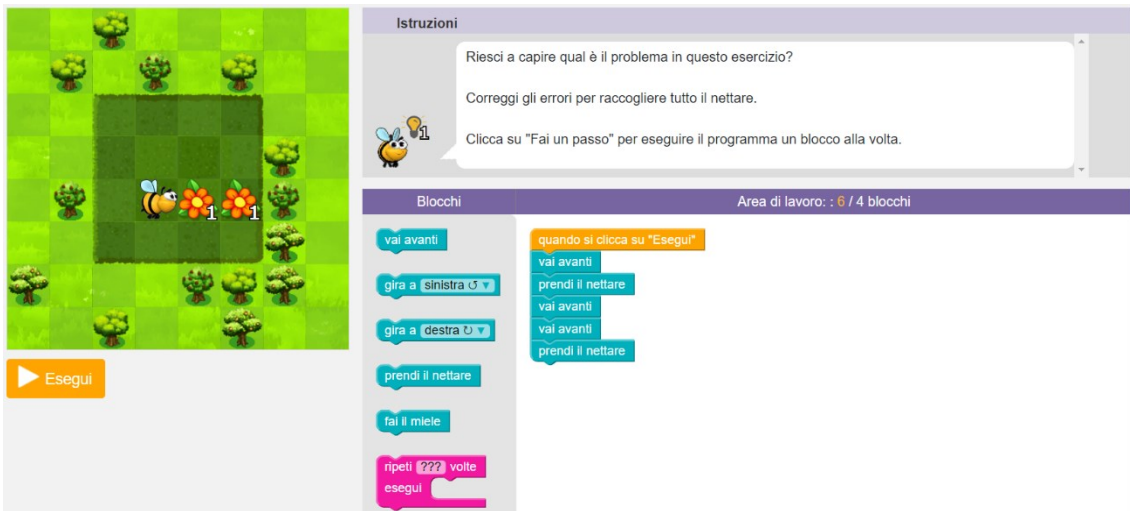 Istruzioni
Riesci a capire qual è il problema in questo esercizio?
Correggi gli errori per raccogliere tutto il nettare.
Clicca su "Fai un passo" per eseguire il programma un blocco alla volta.
1
1 1
Esegui
Blocchi
vai avanti
gira a sinistra ↺ ▼
gira a destra ↻ ▼
prendi il nettare
fai il miele
ripeti ??? volte
esegui
Area di lavoro: : 6 / 4 blocchi
quando si clicca su "Esegui"
vai avanti
prendi il nettare
vai avanti
vai avanti
prendi il nettare